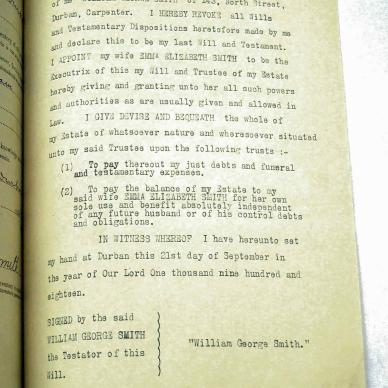 of me WILLIAM GEORGE SMITH of 143, North Street,
Durban, Carpenter. I HEREBY REVOKE all Wills
and Testamentary Dispositions heretofore made by me
and declare this to be my last Will and Testament.
I APPOINT my wife EMMA ELIZABETH SMITH to be the
Executrix of this my Will and Trustee of my Estate
hereby giving and granting unto her all such powers
and authorities as are usually given and allowed in
Law. I GIVE DEVISE AND BEQUEATH the whole of
my Estate of whatsoever nature and wheresoever situated
unto my said Trustee upon the following trusts :-
(1) To pay thereout my just debts and funeral
and testamentary expenses.
(2) To pay the balance of my Estate to my
said wife EMMA ELIZABETH SMITH for her own
sole use and benefit absolutely independent
of any future husband or of his control debts
and obligations.
IN WITNESS WHEREOF I have hereunto set
my hand at Durban this 21st day of September in
the year of Our Lord One thousand nine hundred and
eighteen.
SIGNED by the said
WILLIAM GEORGE SMITH
the Testator of this
Will.
"William George Smith."